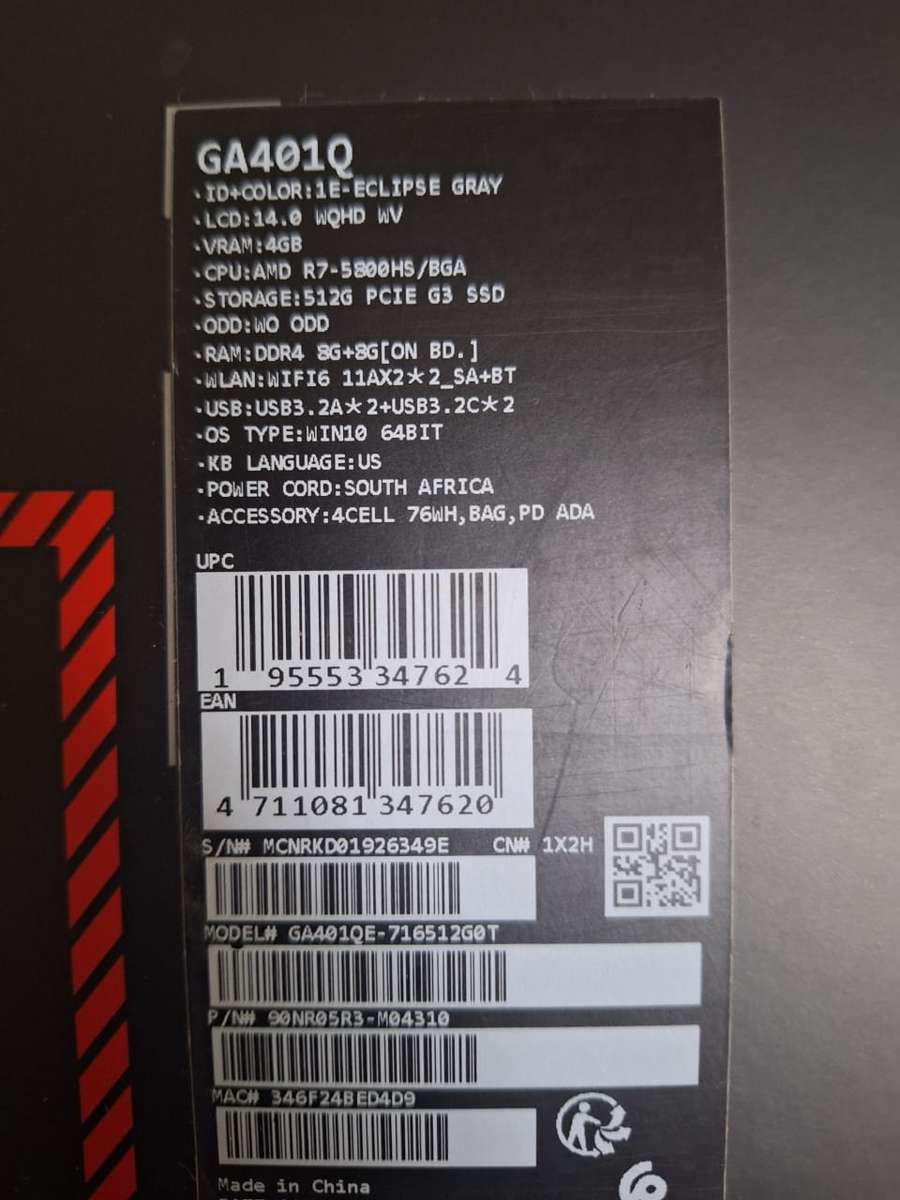 GA401Q
·ID+COLOR:1E-ECLIPSE GRAY
·LCD:14.0 WQHD WV
·VRAM:4GB
·CPU:AMD R7-5800HS/BGA
·STORAGE:512G PCIE G3 SSD
·ODD:WO ODD
·RAM:DDR4 8G+8G[ON BD.]
·WLAN:WIFI6 11AX2*2_SA+BT
·USB:USB3.2A*2+USB3.2C*2
·OS TYPE:WIN10 64BIT
·KB LANGUAGE:US
·POWER CORD:SOUTH AFRICA
·ACCESSORY:4CELL 76WH,BAG,PD ADA
UPC
1 95553 34762 4
EAN
4 711081 347620
S/N# MCNRKD01926349E CN# 1X2H
MODEL# GA401QE-716512G0T
P/N# 90NR05R3-M04310
MAC# 346F24BED4D9
Made in China